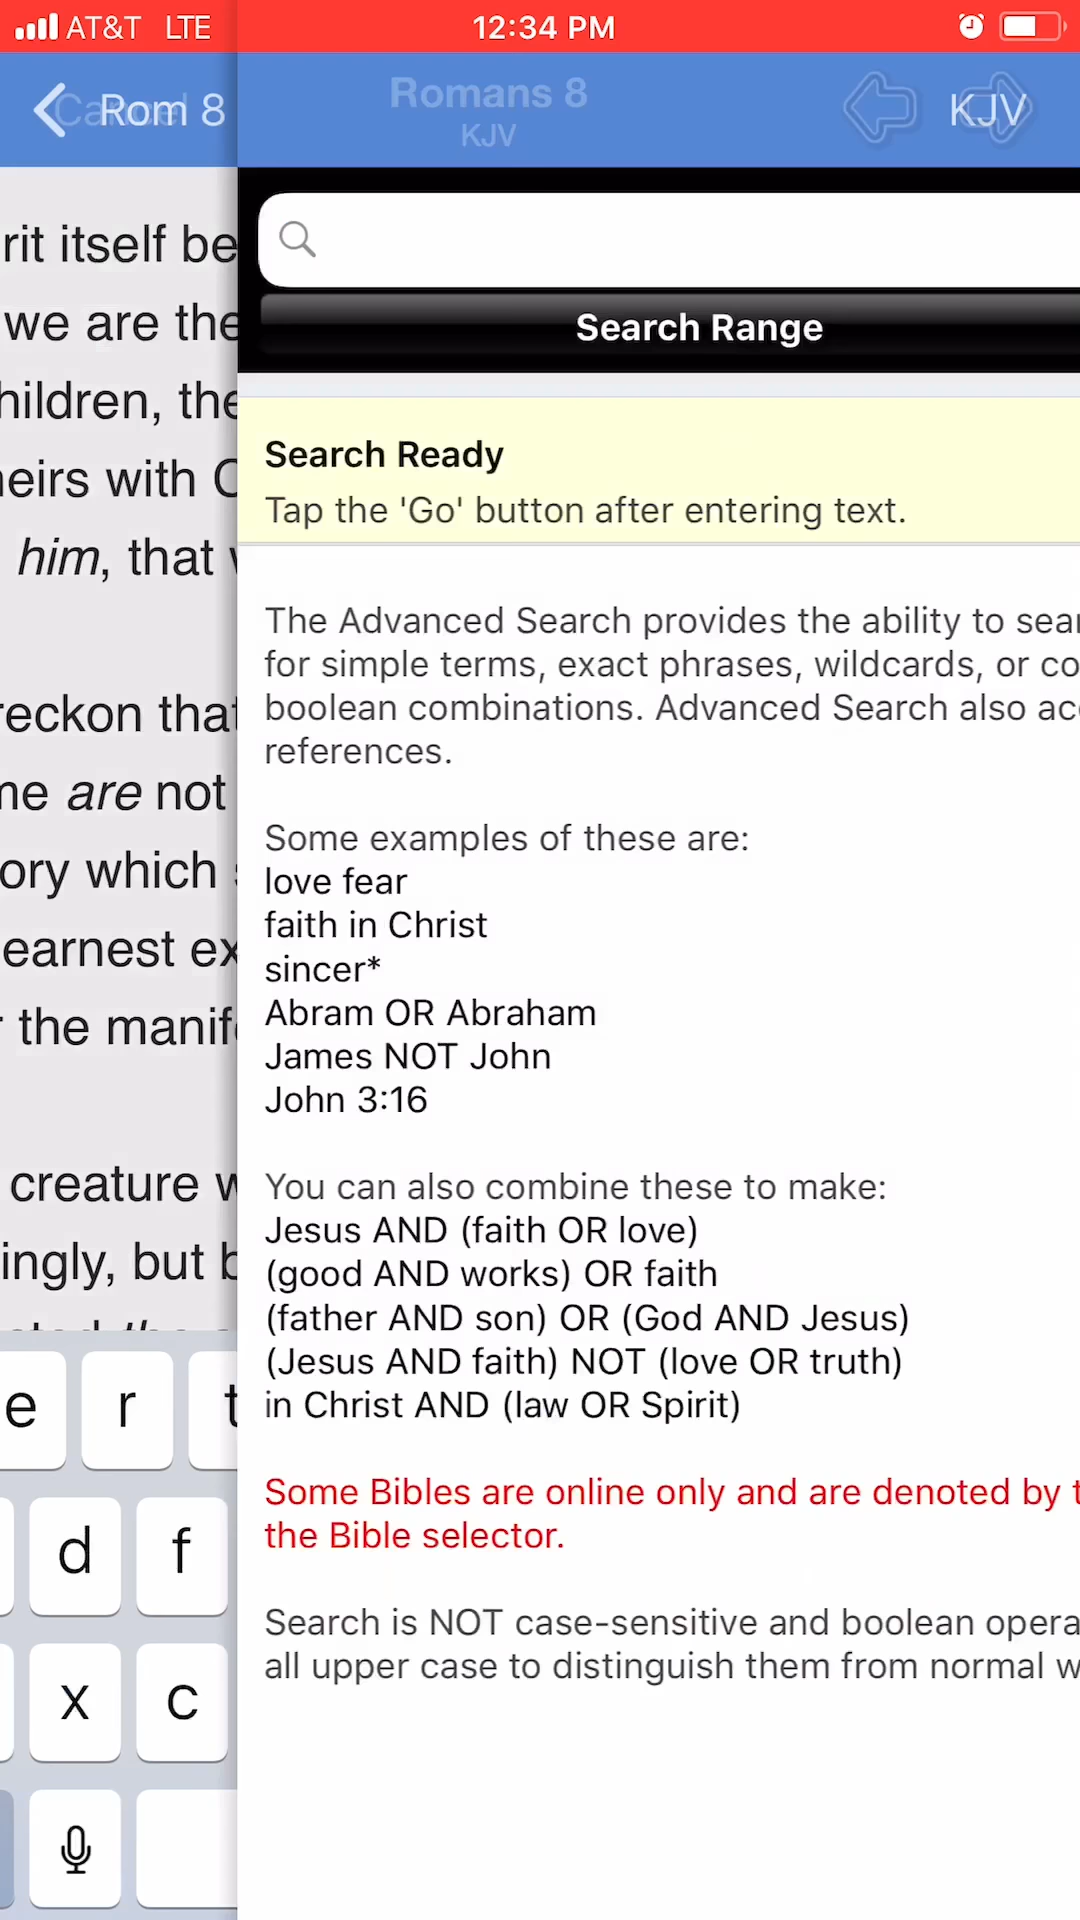 AT&T LTE 12:34 PM
Cancel Rom 8 Romans 8 KJV
KJV
Search Range
Search Ready
Tap the 'Go' button after entering text.
The Advanced Search provides the ability to
for simple terms, exact phrases, wildcards, or
boolean combinations. Advanced Search also
references.
Some examples of these are:
love fear
faith in Christ
sincer*
Abram OR Abraham
James NOT John
John 3:16
You can also combine these to make:
Jesus AND (faith OR love)
(good AND works) OR faith
(father AND son) OR (God AND Jesus)
(Jesus AND faith) NOT (love OR truth)
in Christ AND (law OR Spirit)
Some Bibles are online only and are denoted by
the Bible selector.
Search is NOT case-sensitive and boolean
all upper case to distinguish them from normal
rit itself be
we are the
hildren, the
heirs with C
him, that
reckon that
me are not
ory which
earnest ex
the manif
creature w
ingly, but b
e r t
d f
x c